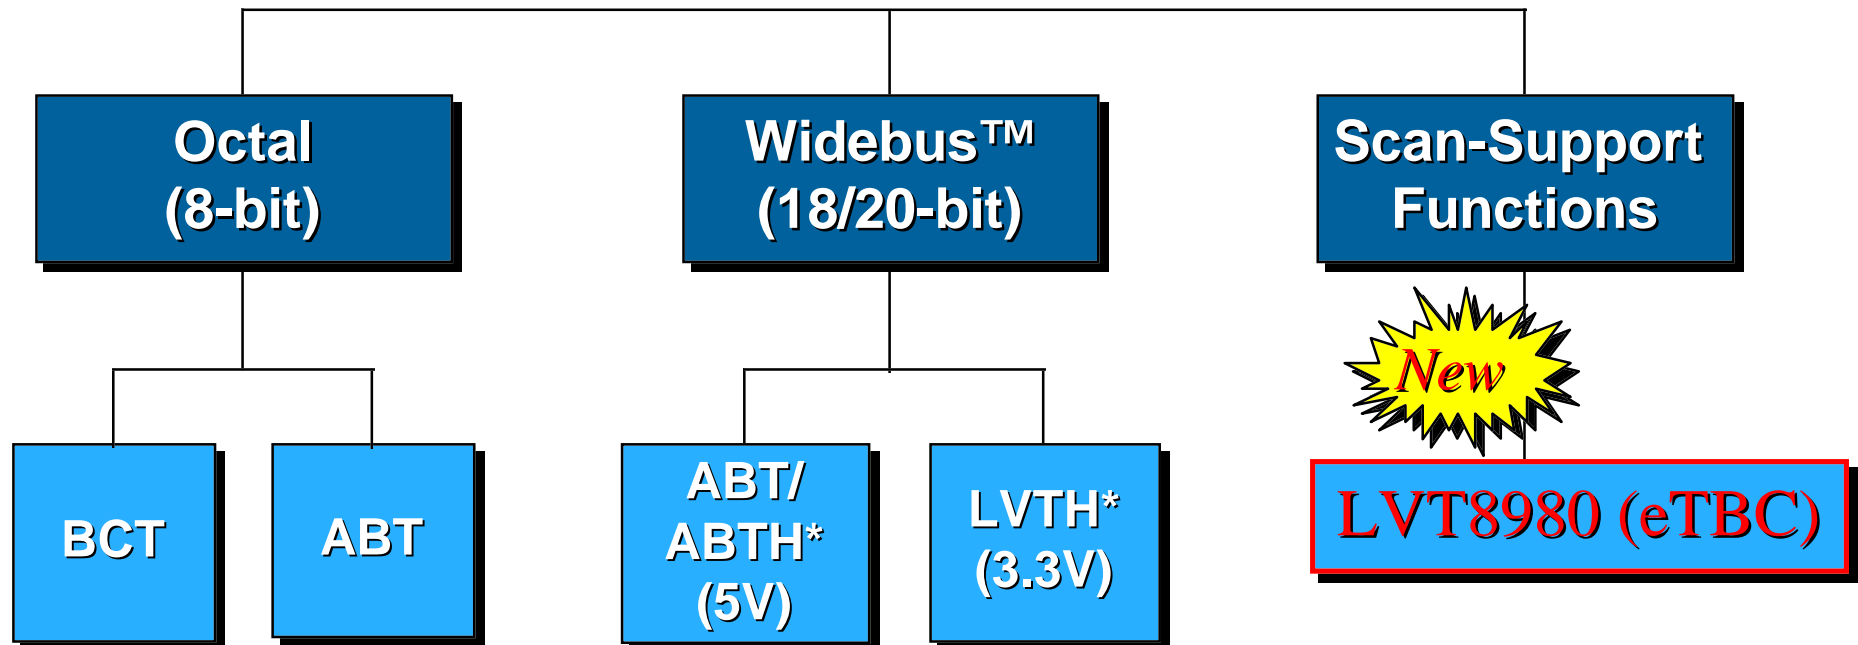 Octal
(8-bit)
Widebus™
(18/20-bit)
Scan-Support
Functions
New
BCT
ABT
ABT/
ABTH*
(5V)
LVTH*
(3.3V)
LVT8980 (eTBC)